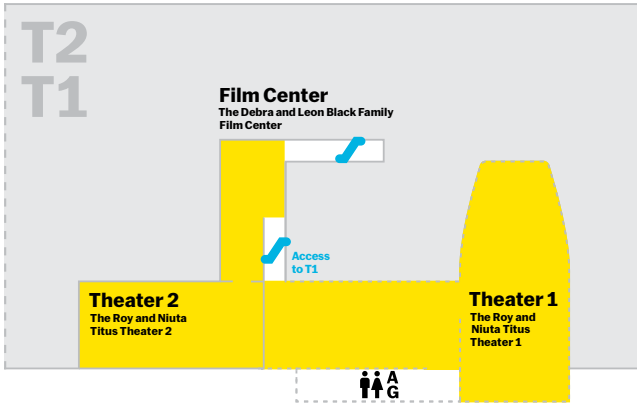 T2
T1
Film Center
The Debra and Leon Black Family
Film Center
Access
to T1
Theater 2
The Roy and Niuta
Titus Theater 2
Theater 1
The Roy and
Niuta Titus
Theater 1
A
G